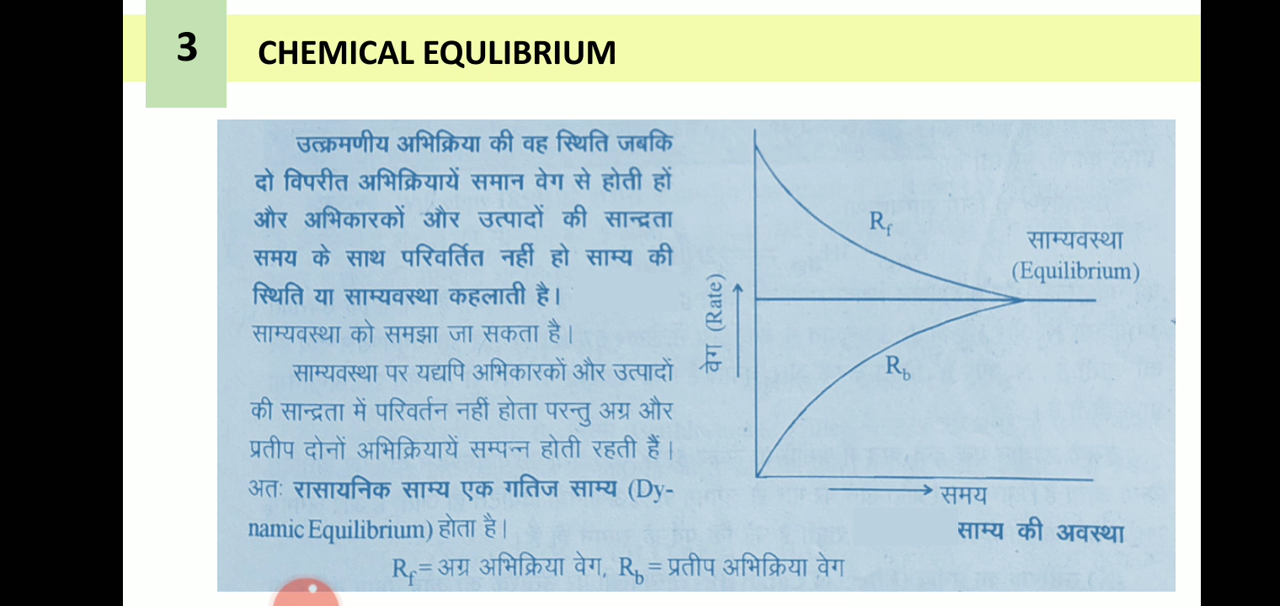 3
CHEMICAL EQULIBRIUM
उत्क्रमणीय अभिक्रिया की वह स्थिति जबकि
दो विपरीत अभिक्रियायें समान वेग से होती हों
और अभिकारकों और उत्पादों की सान्द्रता
समय के साथ परिवर्तित नहीं हो साम्य की
स्थिति या साम्यवस्था कहलाती है।
साम्यवस्था को समझा जा सकता है।
साम्यवस्था पर यद्यपि अभिकारकों और उत्पादों
की सान्द्रता में परिवर्तन नहीं होता परन्तु अग्र और
प्रतीप दोनों अभिक्रियायें सम्पन्न होती रहती हैं।
अतः रासायनिक साम्य एक गतिज साम्य (Dy-
namic Equilibrium) होता है।
Rf
साम्यवस्था
(Equilibrium)
वेग (Rate)
Rb
समय
साम्य की अवस्था
Rf = अग्र अभिक्रिया वेग, Rb = प्रतीप अभिक्रिया वेग